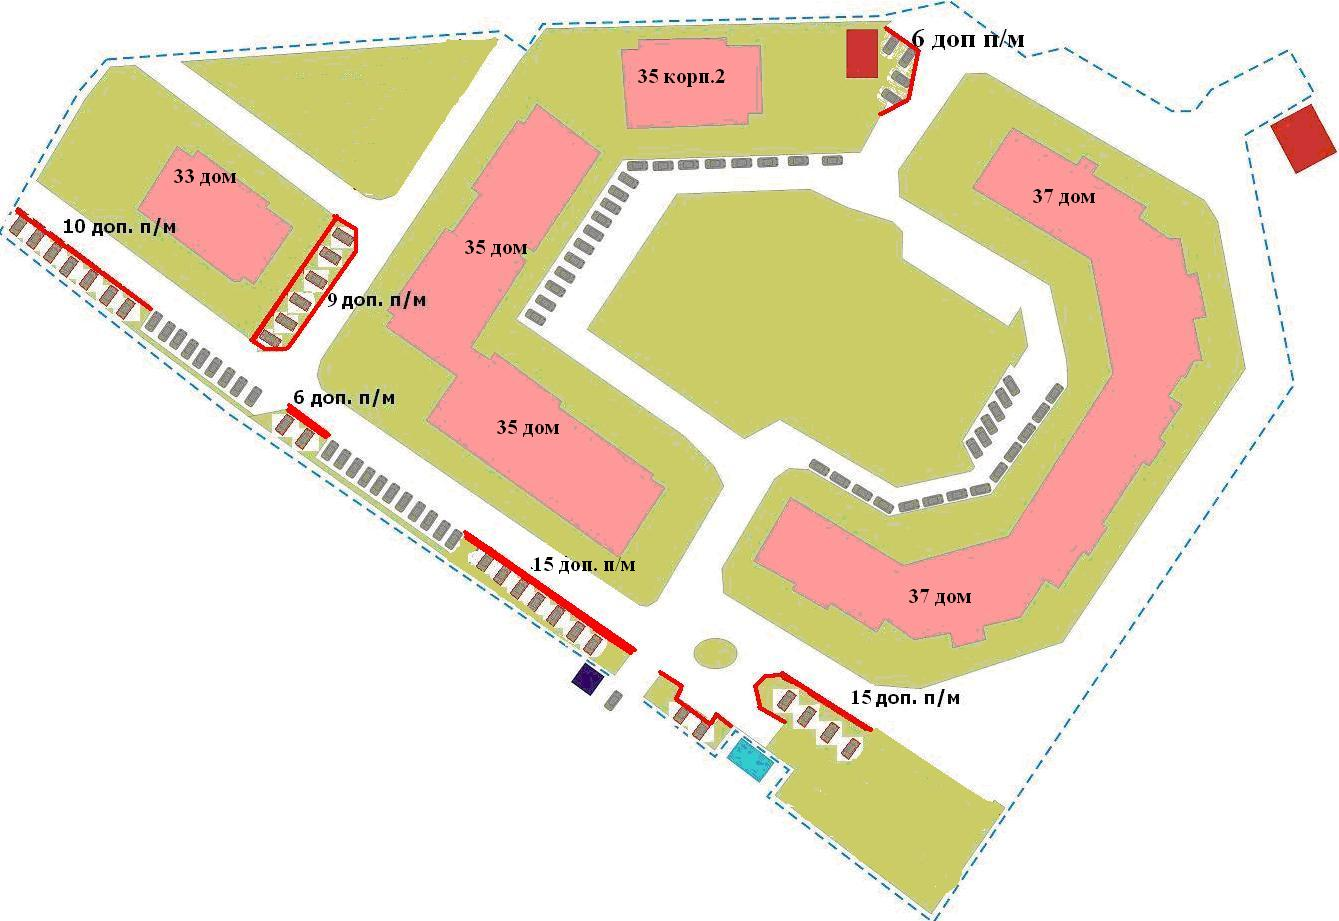 6 доп п/м
35 корп.2
33 дом
37 дом
10 доп. п/м
35 дом
9 доп. п/м
6 доп. п/м
35 дом
15 доп. п/м
37 дом
15 доп. п/м